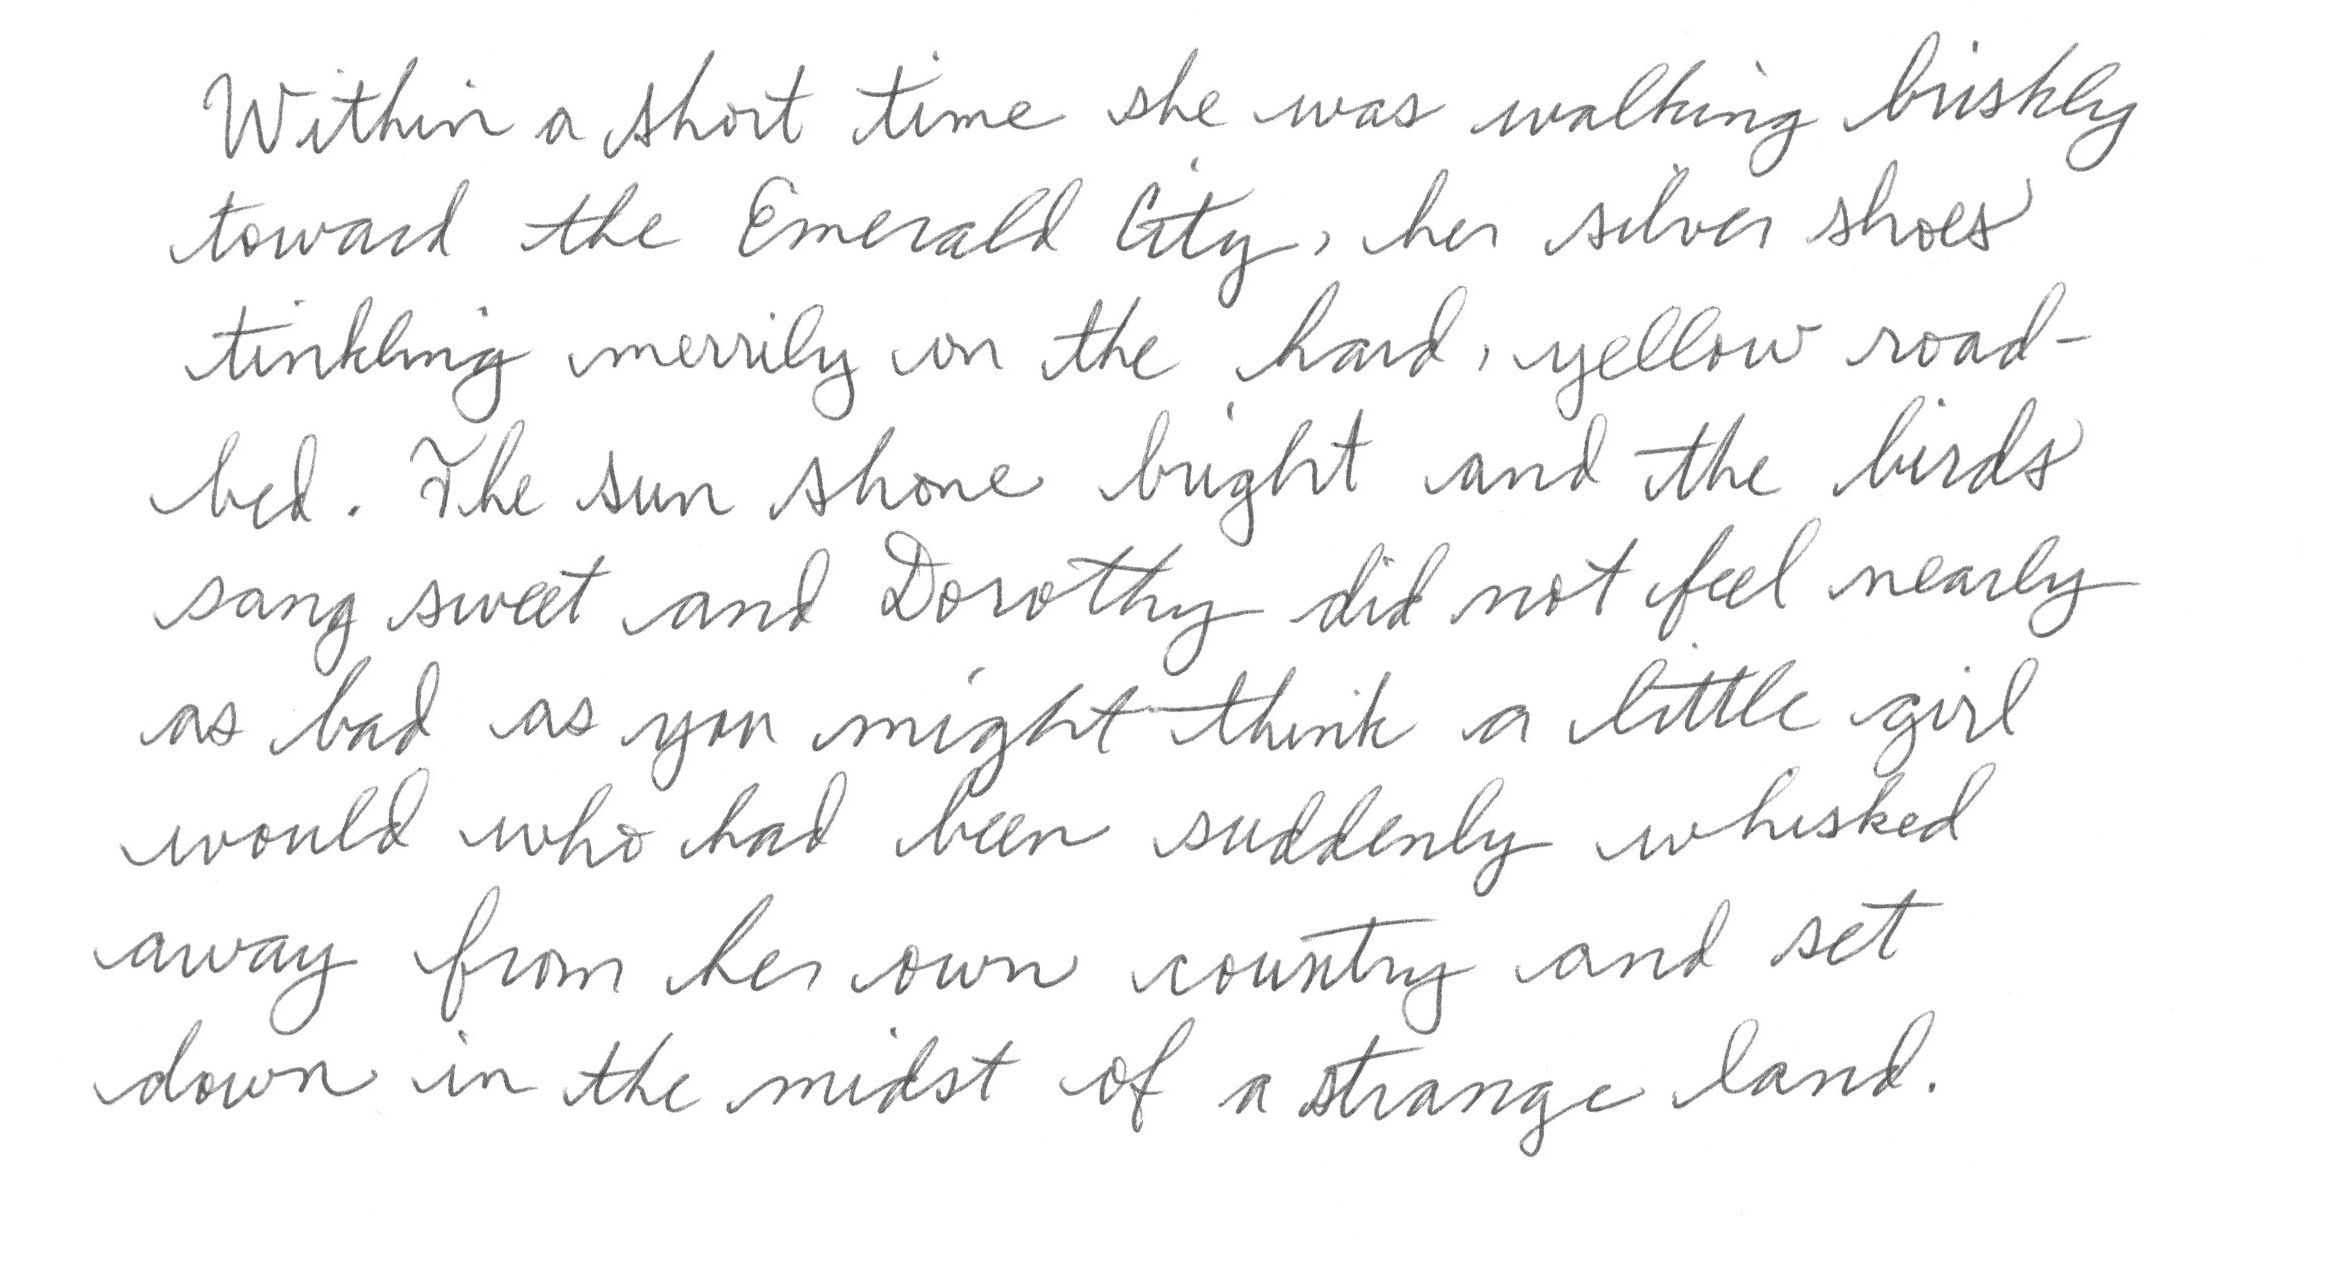 Within a short time she was walking briskly
toward the Emerald City, her silver shoes
tinkling merrily on the hard, yellow road-
bed. The sun shone bright and the birds
sang sweet and Dorothy did not feel nearly
as bad as you might think a little girl
would who had been suddenly whisked
away from her own country and set
down in the midst of a strange land.